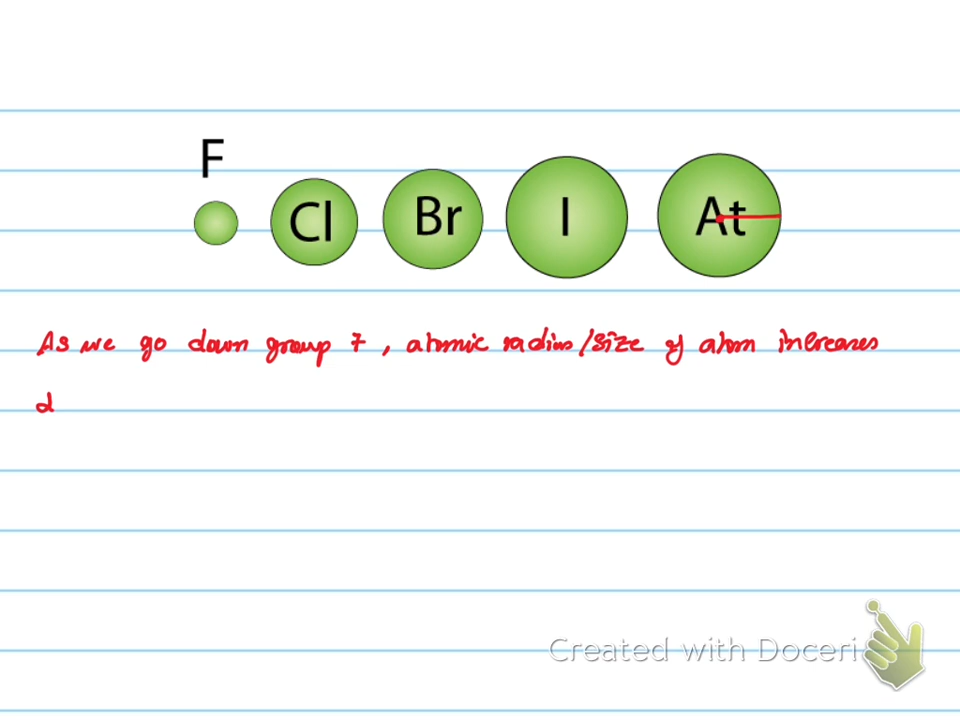 F
Cl Br I At
As we go down group 7, atomic radius/size of atom increases
d
Created with Doceri